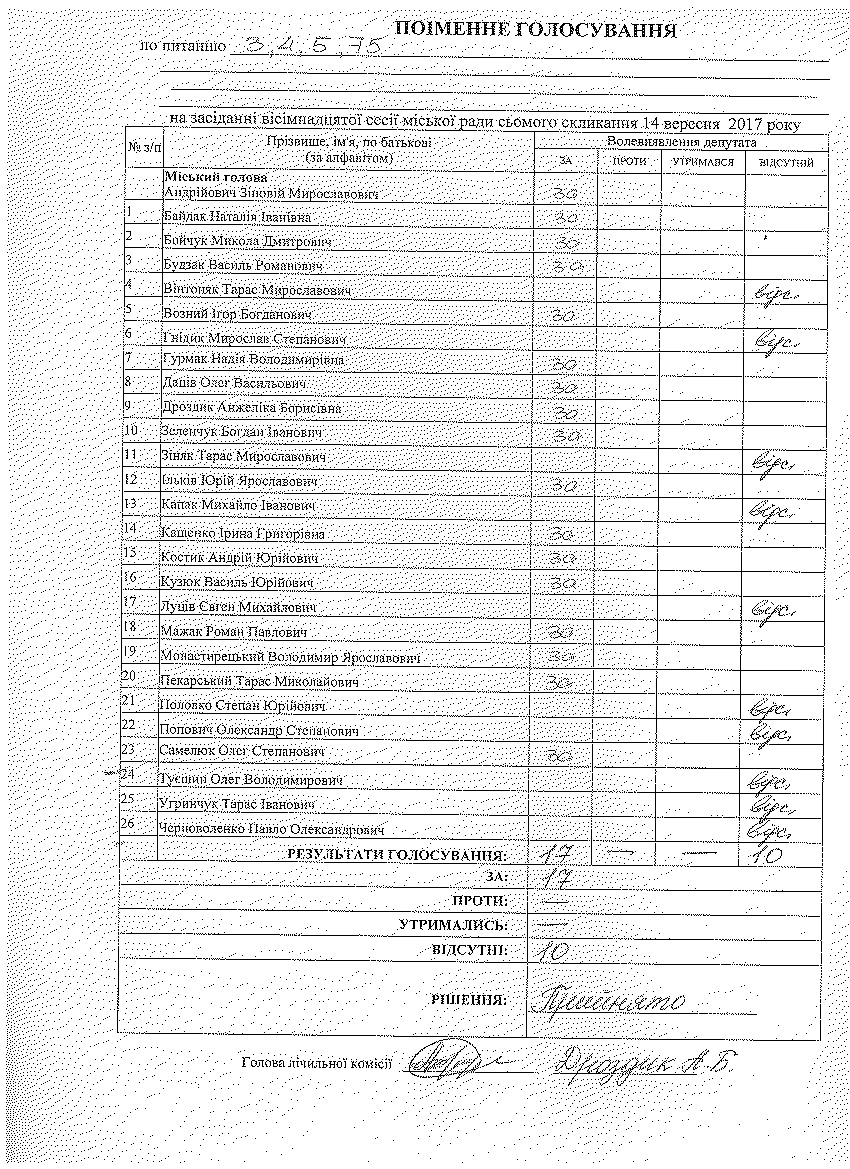 ПОІМЕННЕ ГОЛОСУВАННЯ
по питанню 3,4,5,75
на засіданні вісімнадцятої сесії міської ради сьомого скликання 14 вересня 2017 року
№ з/п Прізвище, ім'я, по батькові (за алфавітом) Волевиявлення депутата
ЗА ПРОТИ УТРИМАВСЯ ВІДСУТНІЙ
Міський голова
Андрійович Зіновій Мирославович за
1 Байдак Наталія Іванівна за
2 Бойчук Микола Дмитрович за
3 Будзак Василь Романович за
4 Вінтоняк Тарас Мирославович відс.
5 Возний Ігор Богданович за
6 Гнідик Мирослав Степанович відс.
7 Гурмак Надія Володимирівна за
8 Даців Олег Васильович за
9 Дроздик Анжеліка Борисівна за
10 Зеленчук Богдан Іванович за
11 Зіняк Тарас Мирославович відс.
12 Ільків Юрій Ярославович за
13 Капак Михайло Іванович відс.
14 Кащенко Ірина Григорівна за
15 Костик Андрій Юрійович за
16 Кузюк Василь Юрійович за
17 Луців Євген Михайлович відс.
18 Мажак Роман Павлович за
19 Монастирецький Володимир Ярославович за
20 Пекарський Тарас Миколайович за
21 Половко Степан Юрійович відс.
22 Попович Олександр Степанович відс.
23 Самелюк Олег Степанович за
24 Олег Володимирович відс.
25 Угринчук Тарас Іванович відс.
26 Черноволенко Павло Олександрович відс.
РЕЗУЛЬТАТИ ГОЛОСУВАННЯ: 17 — — 10
ЗА: 17
ПРОТИ: —
УТРИМАЛИСЬ: —
ВІДСУТНІ: 10
РІШЕННЯ: Прийнято
Голова лічильної комісії Дроздик А.Б.